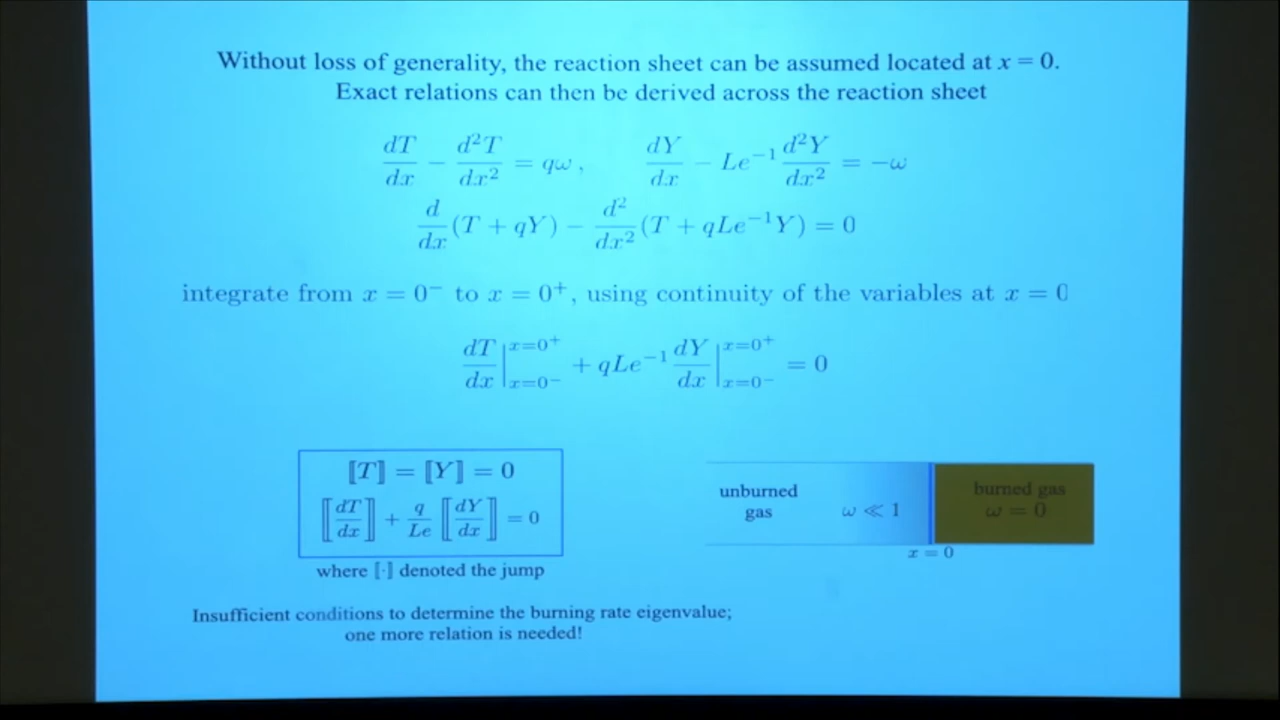 Without loss of generality, the reaction sheet can be assumed located at x = 0.
Exact relations can then be derived across the reaction sheet
dT/dx − d²T/dx² = qω ,   dY/dx − Le⁻¹ d²Y/dx² = −ω
d/dx (T + qY) − d²/dx² (T + qLe⁻¹Y) = 0
integrate from x = 0⁻ to x = 0⁺, using continuity of the variables at x = 0
dT/dx |x=0⁺ x=0⁻ + qLe⁻¹ dY/dx |x=0⁺ x=0⁻ = 0
⟦T⟧ = ⟦Y⟧ = 0
⟦dT/dx⟧ + q/Le ⟦dY/dx⟧ = 0
where ⟦·⟧ denoted the jump
unburned
gas
ω ≪ 1
burned gas
ω = 0
x = 0
Insufficient conditions to determine the burning rate eigenvalue;
one more relation is needed!